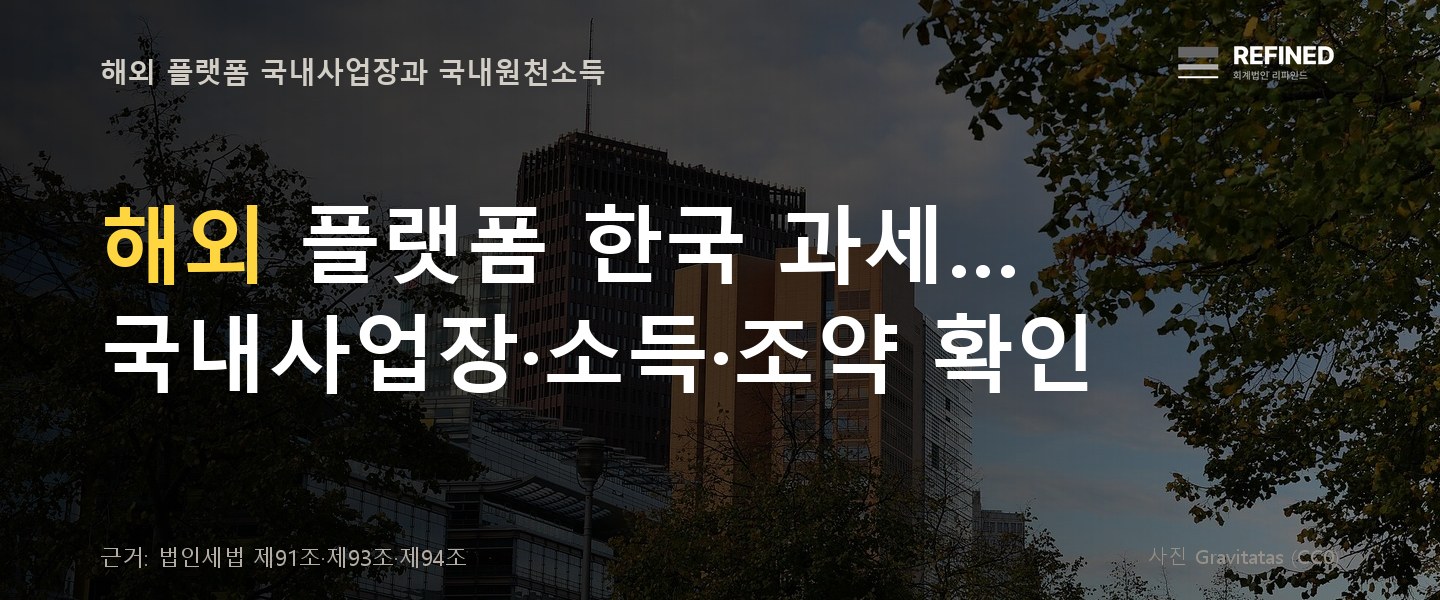 해외 플랫폼 국내사업장과 국내원천소득
REFINED
회계법인 리파인드
해외 플랫폼 한국 과세...
국내사업장·소득·조약 확인
근거: 법인세법 제91조·제93조·제94조
사진 Gravitatas (CC0)